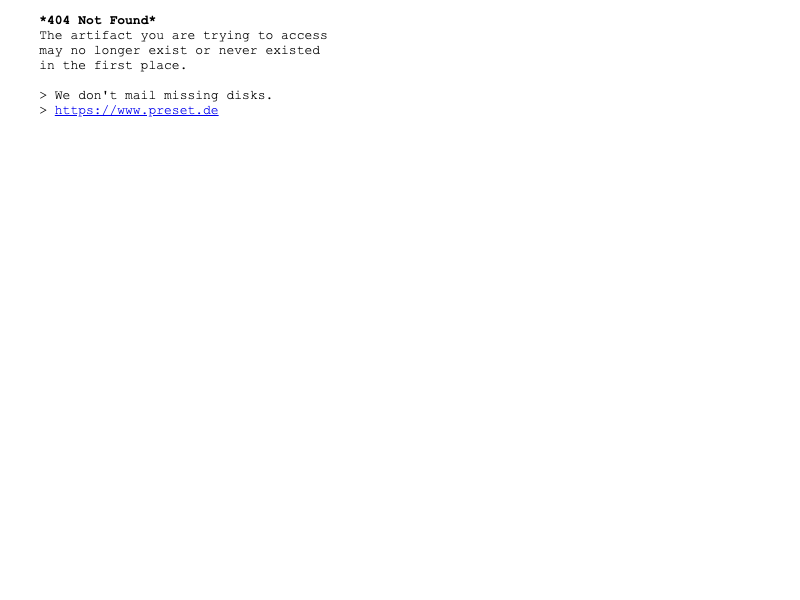 *404 Not Found*
The artifact you are trying to access
may no longer exist or never existed
in the first place.
> We don't mail missing disks.
> https://www.preset.de